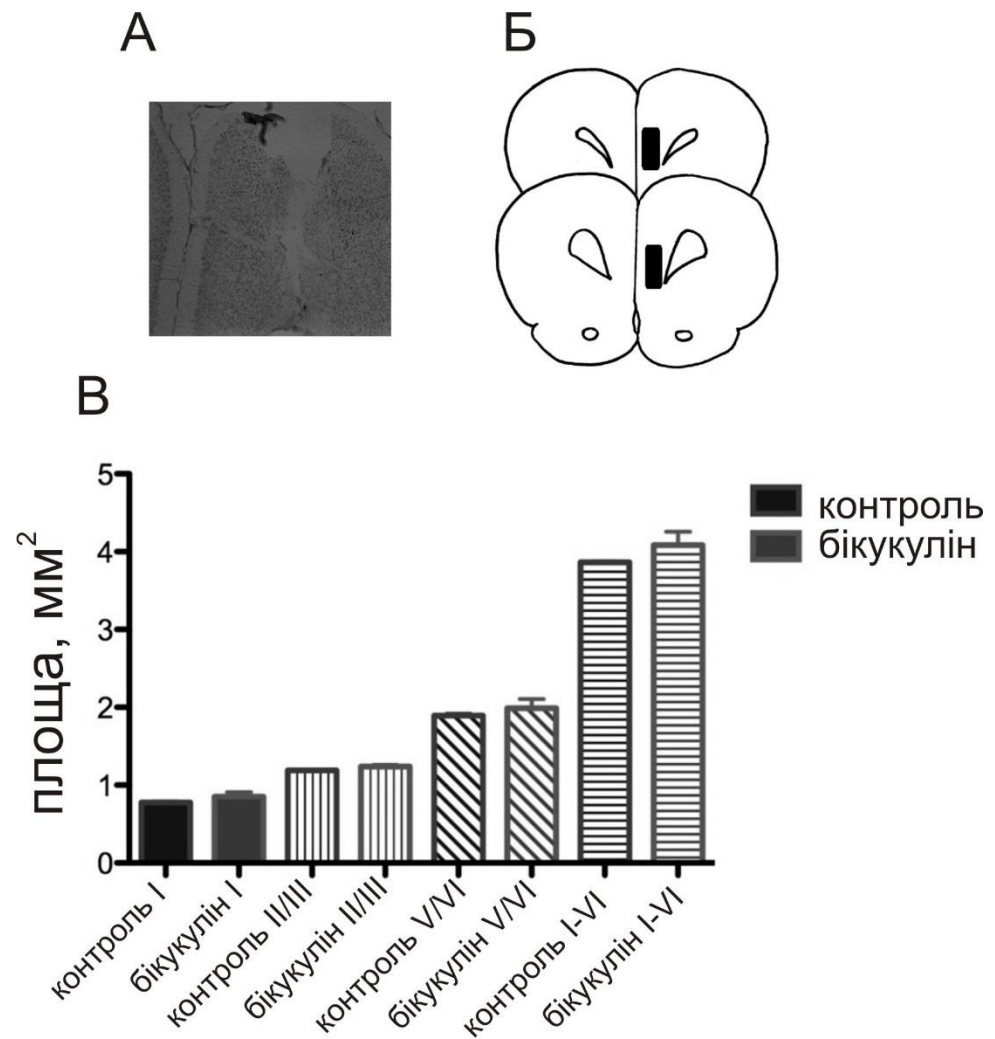 А
Б
В
площа, мм²
5
4
3
2
1
0
контроль
бікукулін
контроль I
бікукулін I
контроль II/III
бікукулін II/III
контроль V/VI
бікукулін V/VI
контроль I-VI
бікукулін I-VI